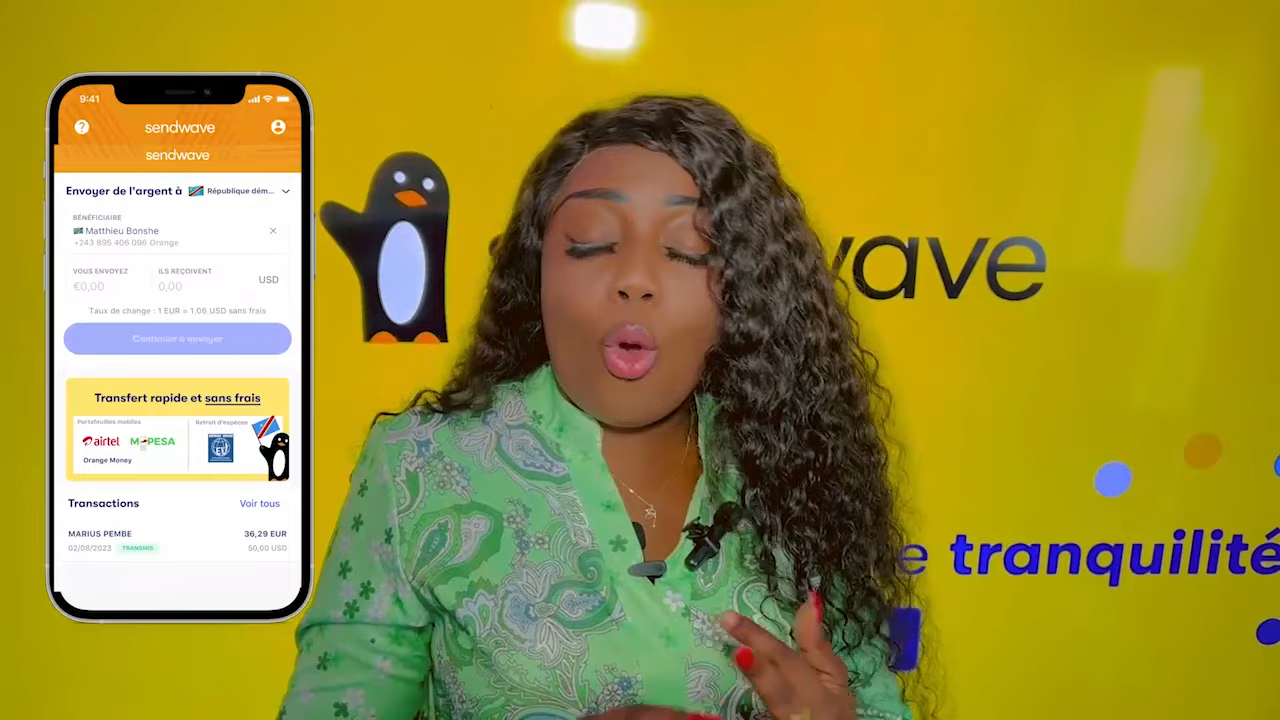 9:41
sendwave
sendwave
Envoyer de l'argent à République dém...
BÉNÉFICIAIRE
Matthieu Bonshe
+243 895 406 096 Orange
VOUS ENVOYEZ ILS REÇOIVENT
€0,00 0,00 USD
Taux de change : 1 EUR = 1.06 USD sans frais
Continuer à envoyer
Transfert rapide et sans frais
Portefeuilles mobiles Retrait d'espèces
airtel M-PESA
Orange Money
Transactions Voir tous
MARIUS PEMBE 36,29 EUR
02/08/2023 TRANSMIS 50,00 USD
wave
e tranquilité